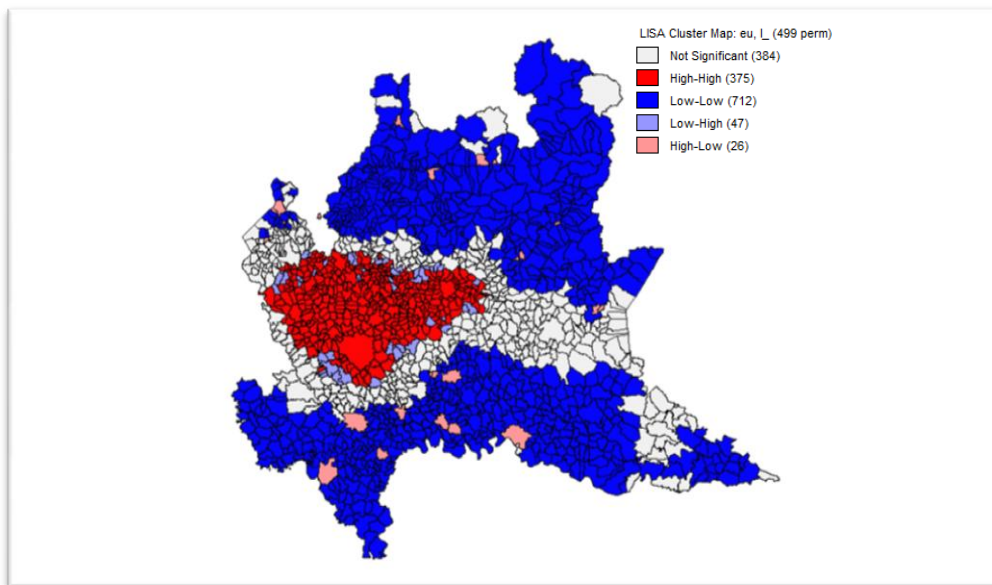 LISA Cluster Map: eu, I_ (499 perm)
Not Significant (384)
High-High (375)
Low-Low (712)
Low-High (47)
High-Low (26)